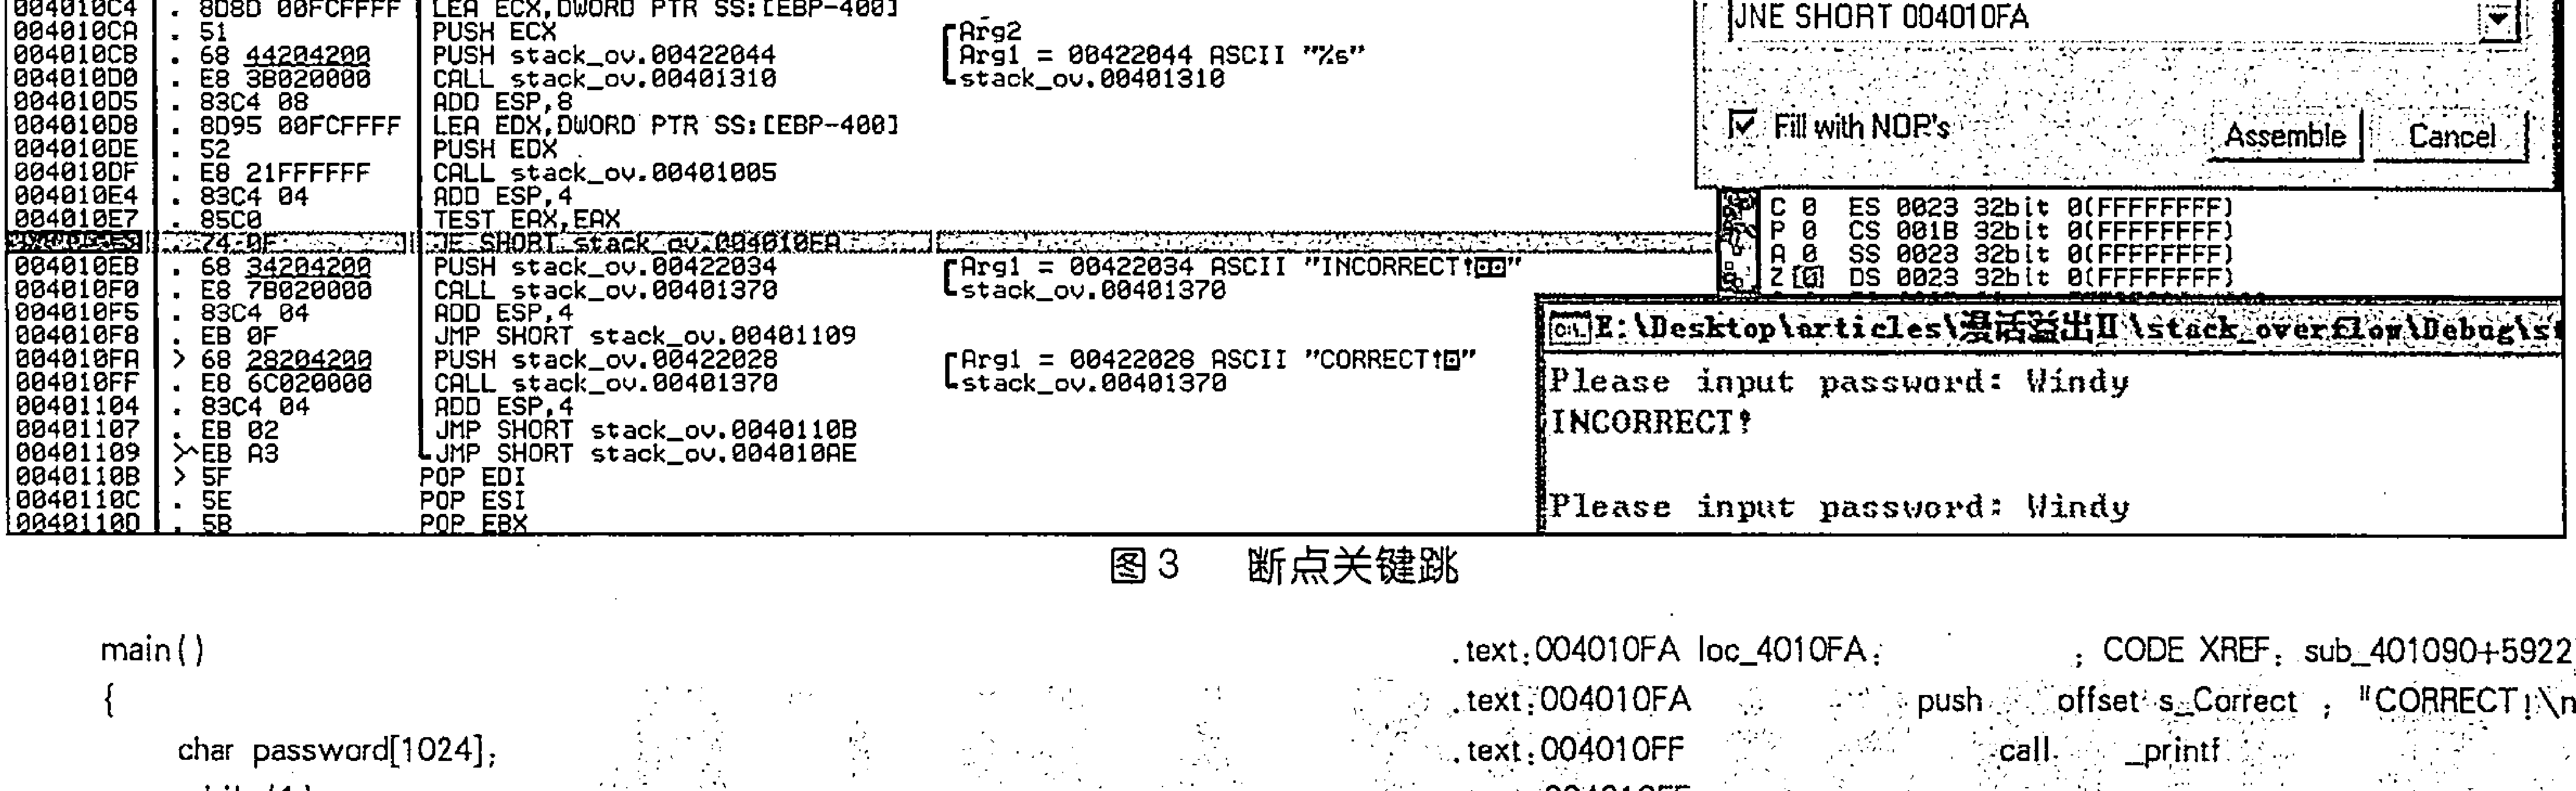 004010C4 . 8D8D 00FCFFFF LEA ECX,DWORD PTR SS:[EBP-400]
004010CA . 51 PUSH ECX Arg2
004010CB . 68 44204200 PUSH stack_ov.00422044 Arg1 = 00422044 ASCII "%s"
004010D0 . E8 3B020000 CALL stack_ov.00401310 stack_ov.00401310
004010D5 . 83C4 08 ADD ESP,8
004010D8 . 8D95 00FCFFFF LEA EDX,DWORD PTR SS:[EBP-400]
004010DE . 52 PUSH EDX
004010DF . E8 21FFFFFF CALL stack_ov.00401005
004010E4 . 83C4 04 ADD ESP,4
004010E7 . 85C0 TEST EAX,EAX
. 74 0F JE SHORT stack_ov.004010FA
004010EB . 68 34204200 PUSH stack_ov.00422034 Arg1 = 00422034 ASCII "INCORRECT!"
004010F0 . E8 7B020000 CALL stack_ov.00401370 stack_ov.00401370
004010F5 . 83C4 04 ADD ESP,4
004010F8 . EB 0F JMP SHORT stack_ov.00401109
004010FA > 68 28204200 PUSH stack_ov.00422028 Arg1 = 00422028 ASCII "CORRECT!"
004010FF . E8 6C020000 CALL stack_ov.00401370 stack_ov.00401370
00401104 . 83C4 04 ADD ESP,4
00401107 . EB 02 JMP SHORT stack_ov.0040110B
00401109 >^EB A3 JMP SHORT stack_ov.004010AE
0040110B > 5F POP EDI
0040110C . 5E POP ESI
0040110D . 5B POP EBX
JNE SHORT 004010FA
Fill with NOP's
Assemble Cancel
C 0 ES 0023 32bit 0(FFFFFFFF)
P 0 CS 001B 32bit 0(FFFFFFFF)
A 0 SS 0023 32bit 0(FFFFFFFF)
Z 0 DS 0023 32bit 0(FFFFFFFF)
E:\Desktop\articles\漫话溢出II\stack_overflow\Debug\s
Please input password: Windy
INCORRECT!
Please input password: Windy
图3 断点关键跳
main()
{
char password[1024];
.text:004010FA loc_4010FA: ; CODE XREF: sub_401090+5922
.text:004010FA push offset s_Correct ; "CORRECT!\n
.text:004010FF call _printf